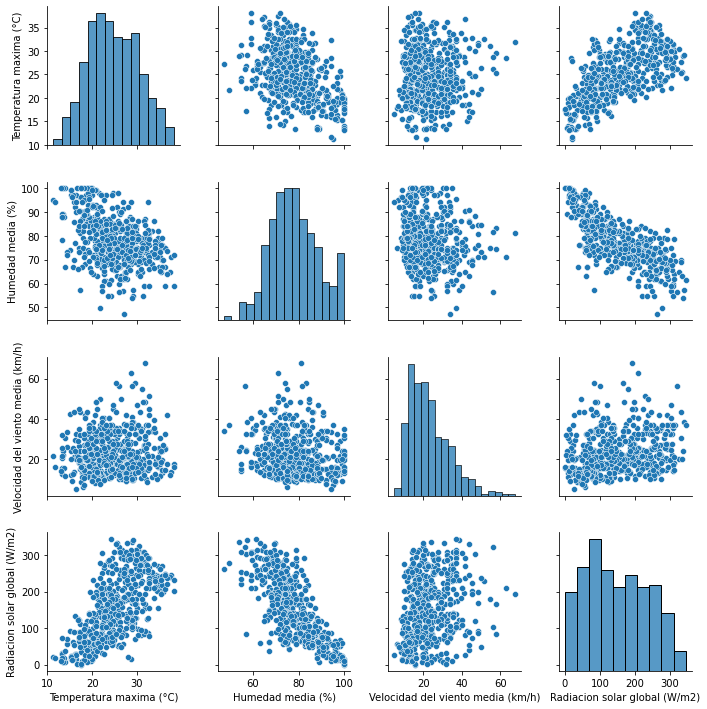 Temperatura maxima (°C)
35
30
25
20
15
10
Humedad media (%)
100
90
80
70
60
50
Velocidad del viento media (km/h)
60
40
20
Radiacion solar global (W/m2)
300
200
100
0
10 20 30
60 80 100
20 40 60
0 100 200 300
Temperatura maxima (°C) Humedad media (%) Velocidad del viento media (km/h) Radiacion solar global (W/m2)